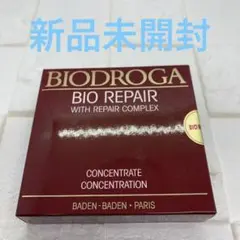 新品未開封
BIODROGA
BIO REPAIR
WITH REPAIR COMPLEX
CONCENTRATE
CONCENTRATION
BADEN-BADEN • PARIS